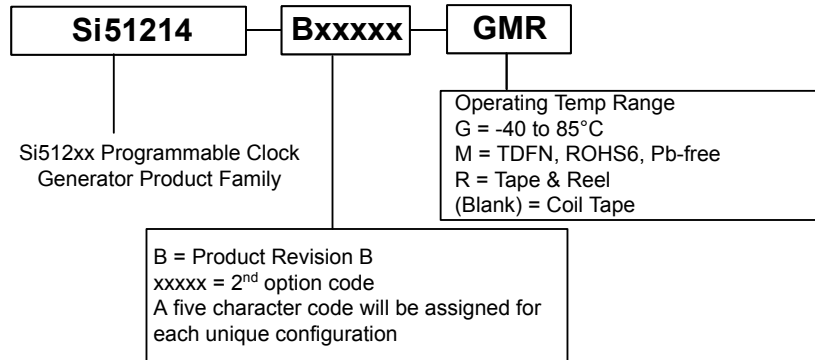 Si51214 Bxxxxx GMR
Operating Temp Range
G = -40 to 85°C
M = TDFN, ROHS6, Pb-free
R = Tape & Reel
(Blank) = Coil Tape
Si512xx Programmable Clock
Generator Product Family
B = Product Revision B
xxxxx = 2nd option code
A five character code will be assigned for
each unique configuration